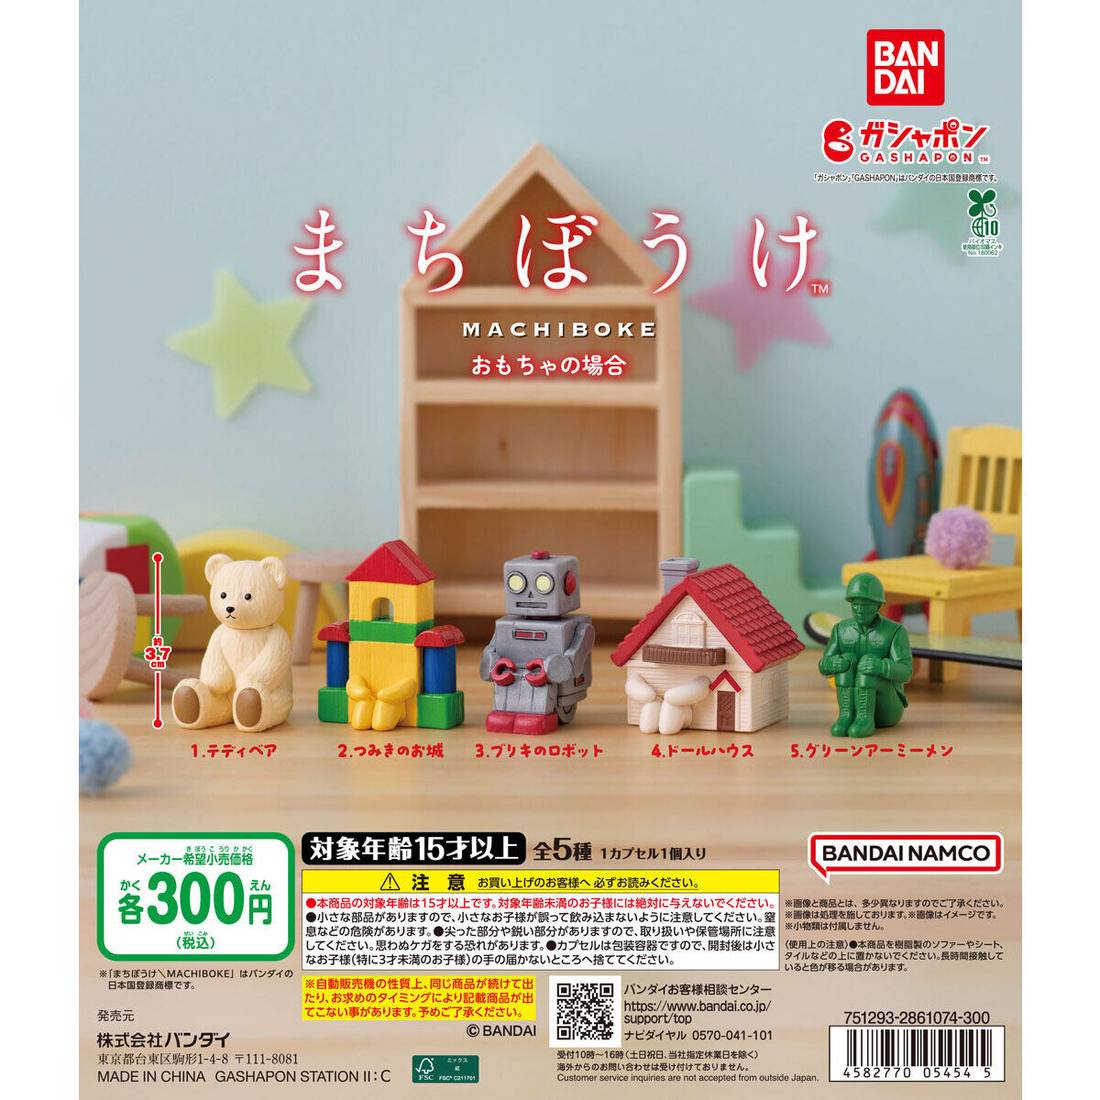 BAN
DAI
ガシャポン
GASHAPON™
「ガシャポン」「GASHAPON」はバンダイの日本国登録商標です。
10
バイオマス
No.180062
まちぼうけ™
MACHIBOKE
おもちゃの場合
約3.7cm
1.テディベア
2.つみきのお城
3.ブリキのロボット
4.ドールハウス
5.グリーンアーミーメン
メーカー希望小売価格
きぼうこうりかかく
各300円
かく えん
(税込)
ぜいこみ
対象年齢15才以上 全5種 1カプセル1個入り
BANDAI NAMCO
注意 お買い上げのお客様へ 必ずお読みください。
●本商品の対象年齢は15才以上です。対象年齢未満のお子様には絶対に与えないでください。
●小さな部品がありますので、小さなお子様が誤って飲み込まないように注意してください。窒
息などの危険があります。●尖った部分や鋭い部分がありますので、取り扱いや保管場所に注意
してください。思わぬケガをする恐れがあります。●カプセルは包装容器ですので、開封後は小さ
なお子様(特に3才未満のお子様)の手の届かないところへ捨ててください。
※画像と商品とは、多少異なりますのでご了承ください。
※画像は処理を施しております。※画像はイメージです。
※小物類は付属しません。
〈使用上の注意〉●本商品を樹脂製のソファーやシート、
タイルなどの上に置かないでください。長時間接触して
いると色が移る場合があります。
※「まちぼうけ＼MACHIBOKE」はバンダイの
日本国登録商標です。
※自動販売機の性質上、同じ商品が続けて出
たり、お求めのタイミングにより記載商品が出
てこない事があります。予めご了承ください。
©BANDAI
バンダイお客様相談センター
https://www.bandai.co.jp/
support/top
ナビダイヤル 0570-041-101
受付10時～16時(土日祝日、当社指定休業日を除く)
海外からのお問い合わせは受け付けておりません。
Customer service inquiries are not accepted from outside Japan.
発売元
株式会社バンダイ
東京都台東区駒形1-4-8 〒111-8081
MADE IN CHINA GASHAPON STATION II:C
FSC
ミックス
紙
FSC® C211701
751293-2861074-300
4582770 05454 5